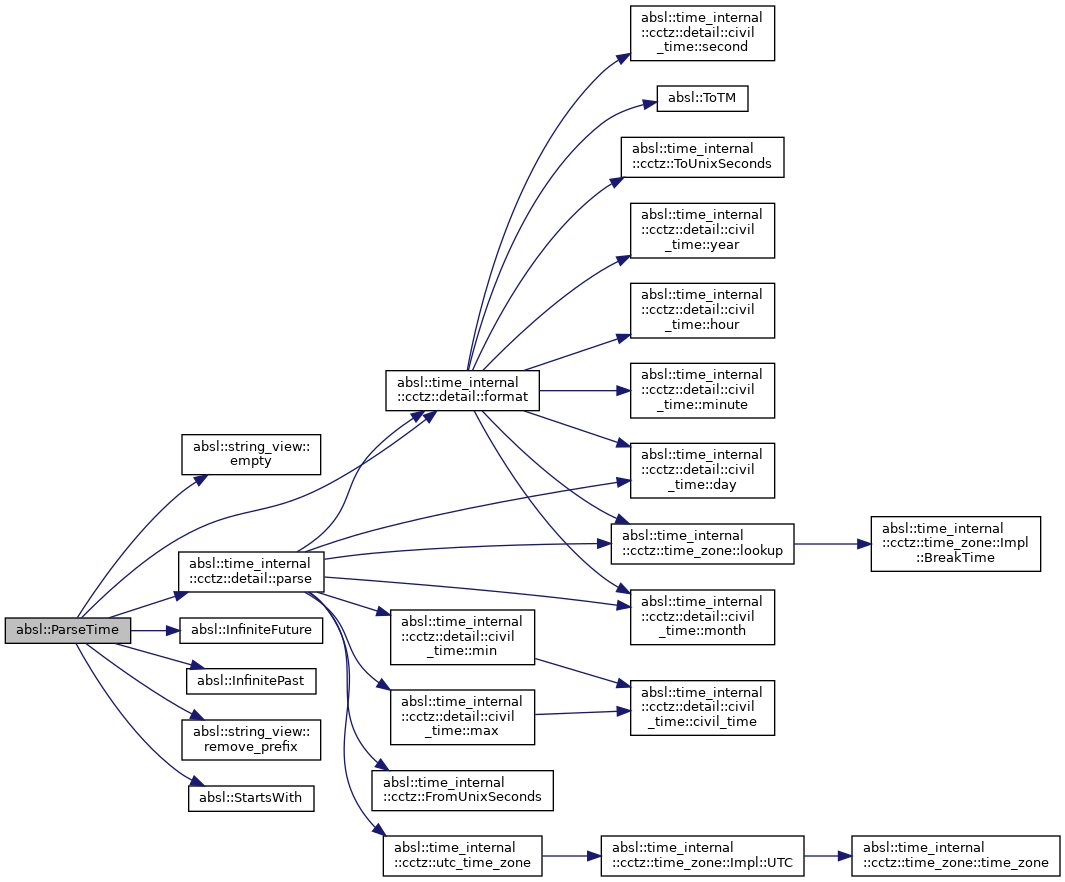 absl::ParseTime
absl::string_view::
empty
absl::time_internal
::cctz::detail::parse
absl::InfiniteFuture
absl::InfinitePast
absl::string_view::
remove_prefix
absl::StartsWith
absl::time_internal
::cctz::detail::format
absl::time_internal
::cctz::detail::civil
_time::min
absl::time_internal
::cctz::detail::civil
_time::max
absl::time_internal
::cctz::FromUnixSeconds
absl::time_internal
::cctz::utc_time_zone
absl::time_internal
::cctz::detail::civil
_time::second
absl::ToTM
absl::time_internal
::cctz::ToUnixSeconds
absl::time_internal
::cctz::detail::civil
_time::year
absl::time_internal
::cctz::detail::civil
_time::hour
absl::time_internal
::cctz::detail::civil
_time::minute
absl::time_internal
::cctz::detail::civil
_time::day
absl::time_internal
::cctz::time_zone::lookup
absl::time_internal
::cctz::detail::civil
_time::month
absl::time_internal
::cctz::detail::civil
_time::civil_time
absl::time_internal
::cctz::time_zone::Impl::UTC
absl::time_internal
::cctz::time_zone::Impl
::BreakTime
absl::time_internal
::cctz::time_zone::time_zone